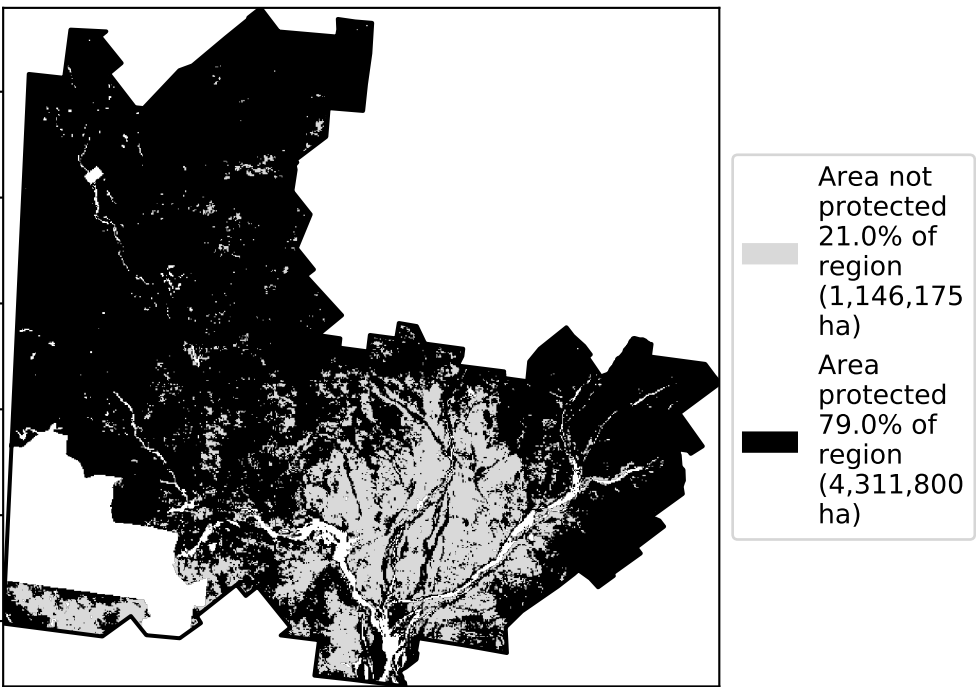 Area not
protected
21.0% of
region
(1,146,175
ha)
Area
protected
79.0% of
region
(4,311,800
ha)